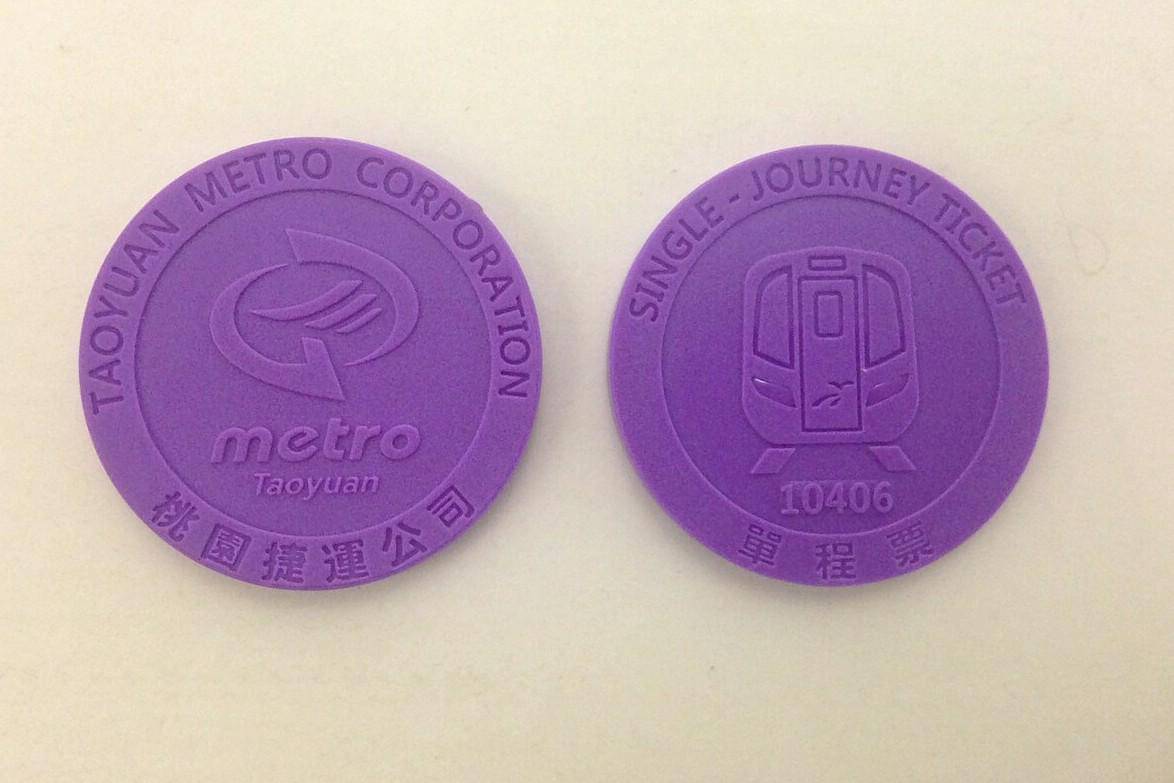 TAOYUAN METRO CORPORATION
metro
Taoyuan
桃園捷運公司
SINGLE - JOURNEY TICKET
10406
單程票